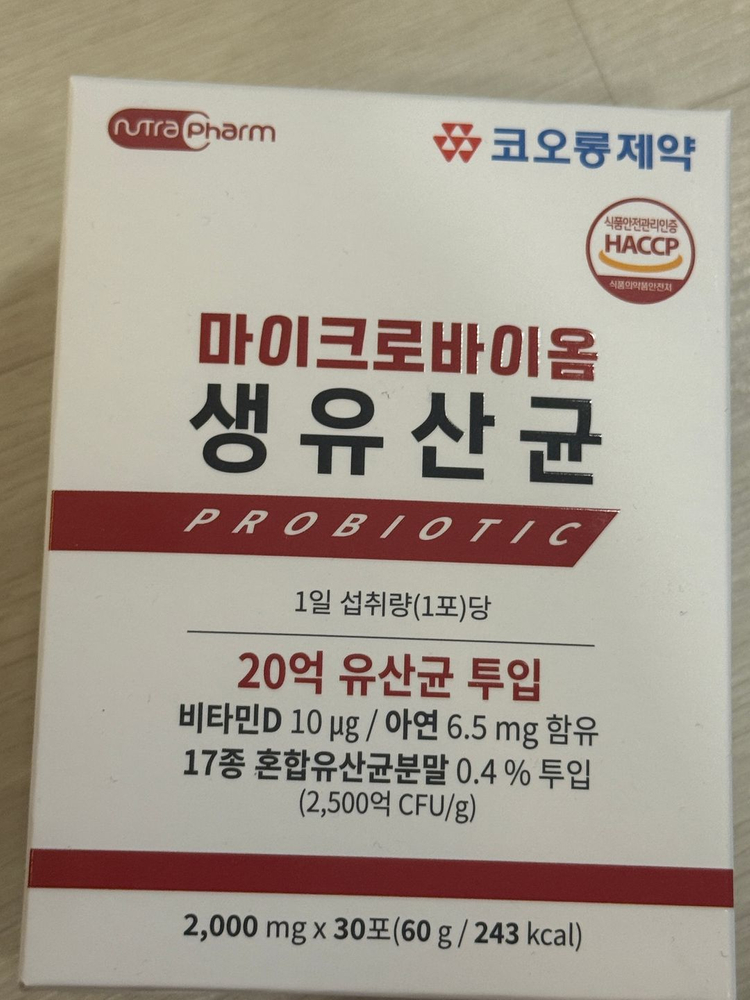 nutra Pharm
코오롱제약
식품안전관리인증
HACCP
식품의약품안전처
마이크로바이옴
생유산균
PROBIOTIC
1일 섭취량(1포)당
20억 유산균 투입
비타민D 10 µg / 아연 6.5 mg 함유
17종 혼합유산균분말 0.4 % 투입
(2,500억 CFU/g)
2,000 mg x 30포(60 g / 243 kcal)